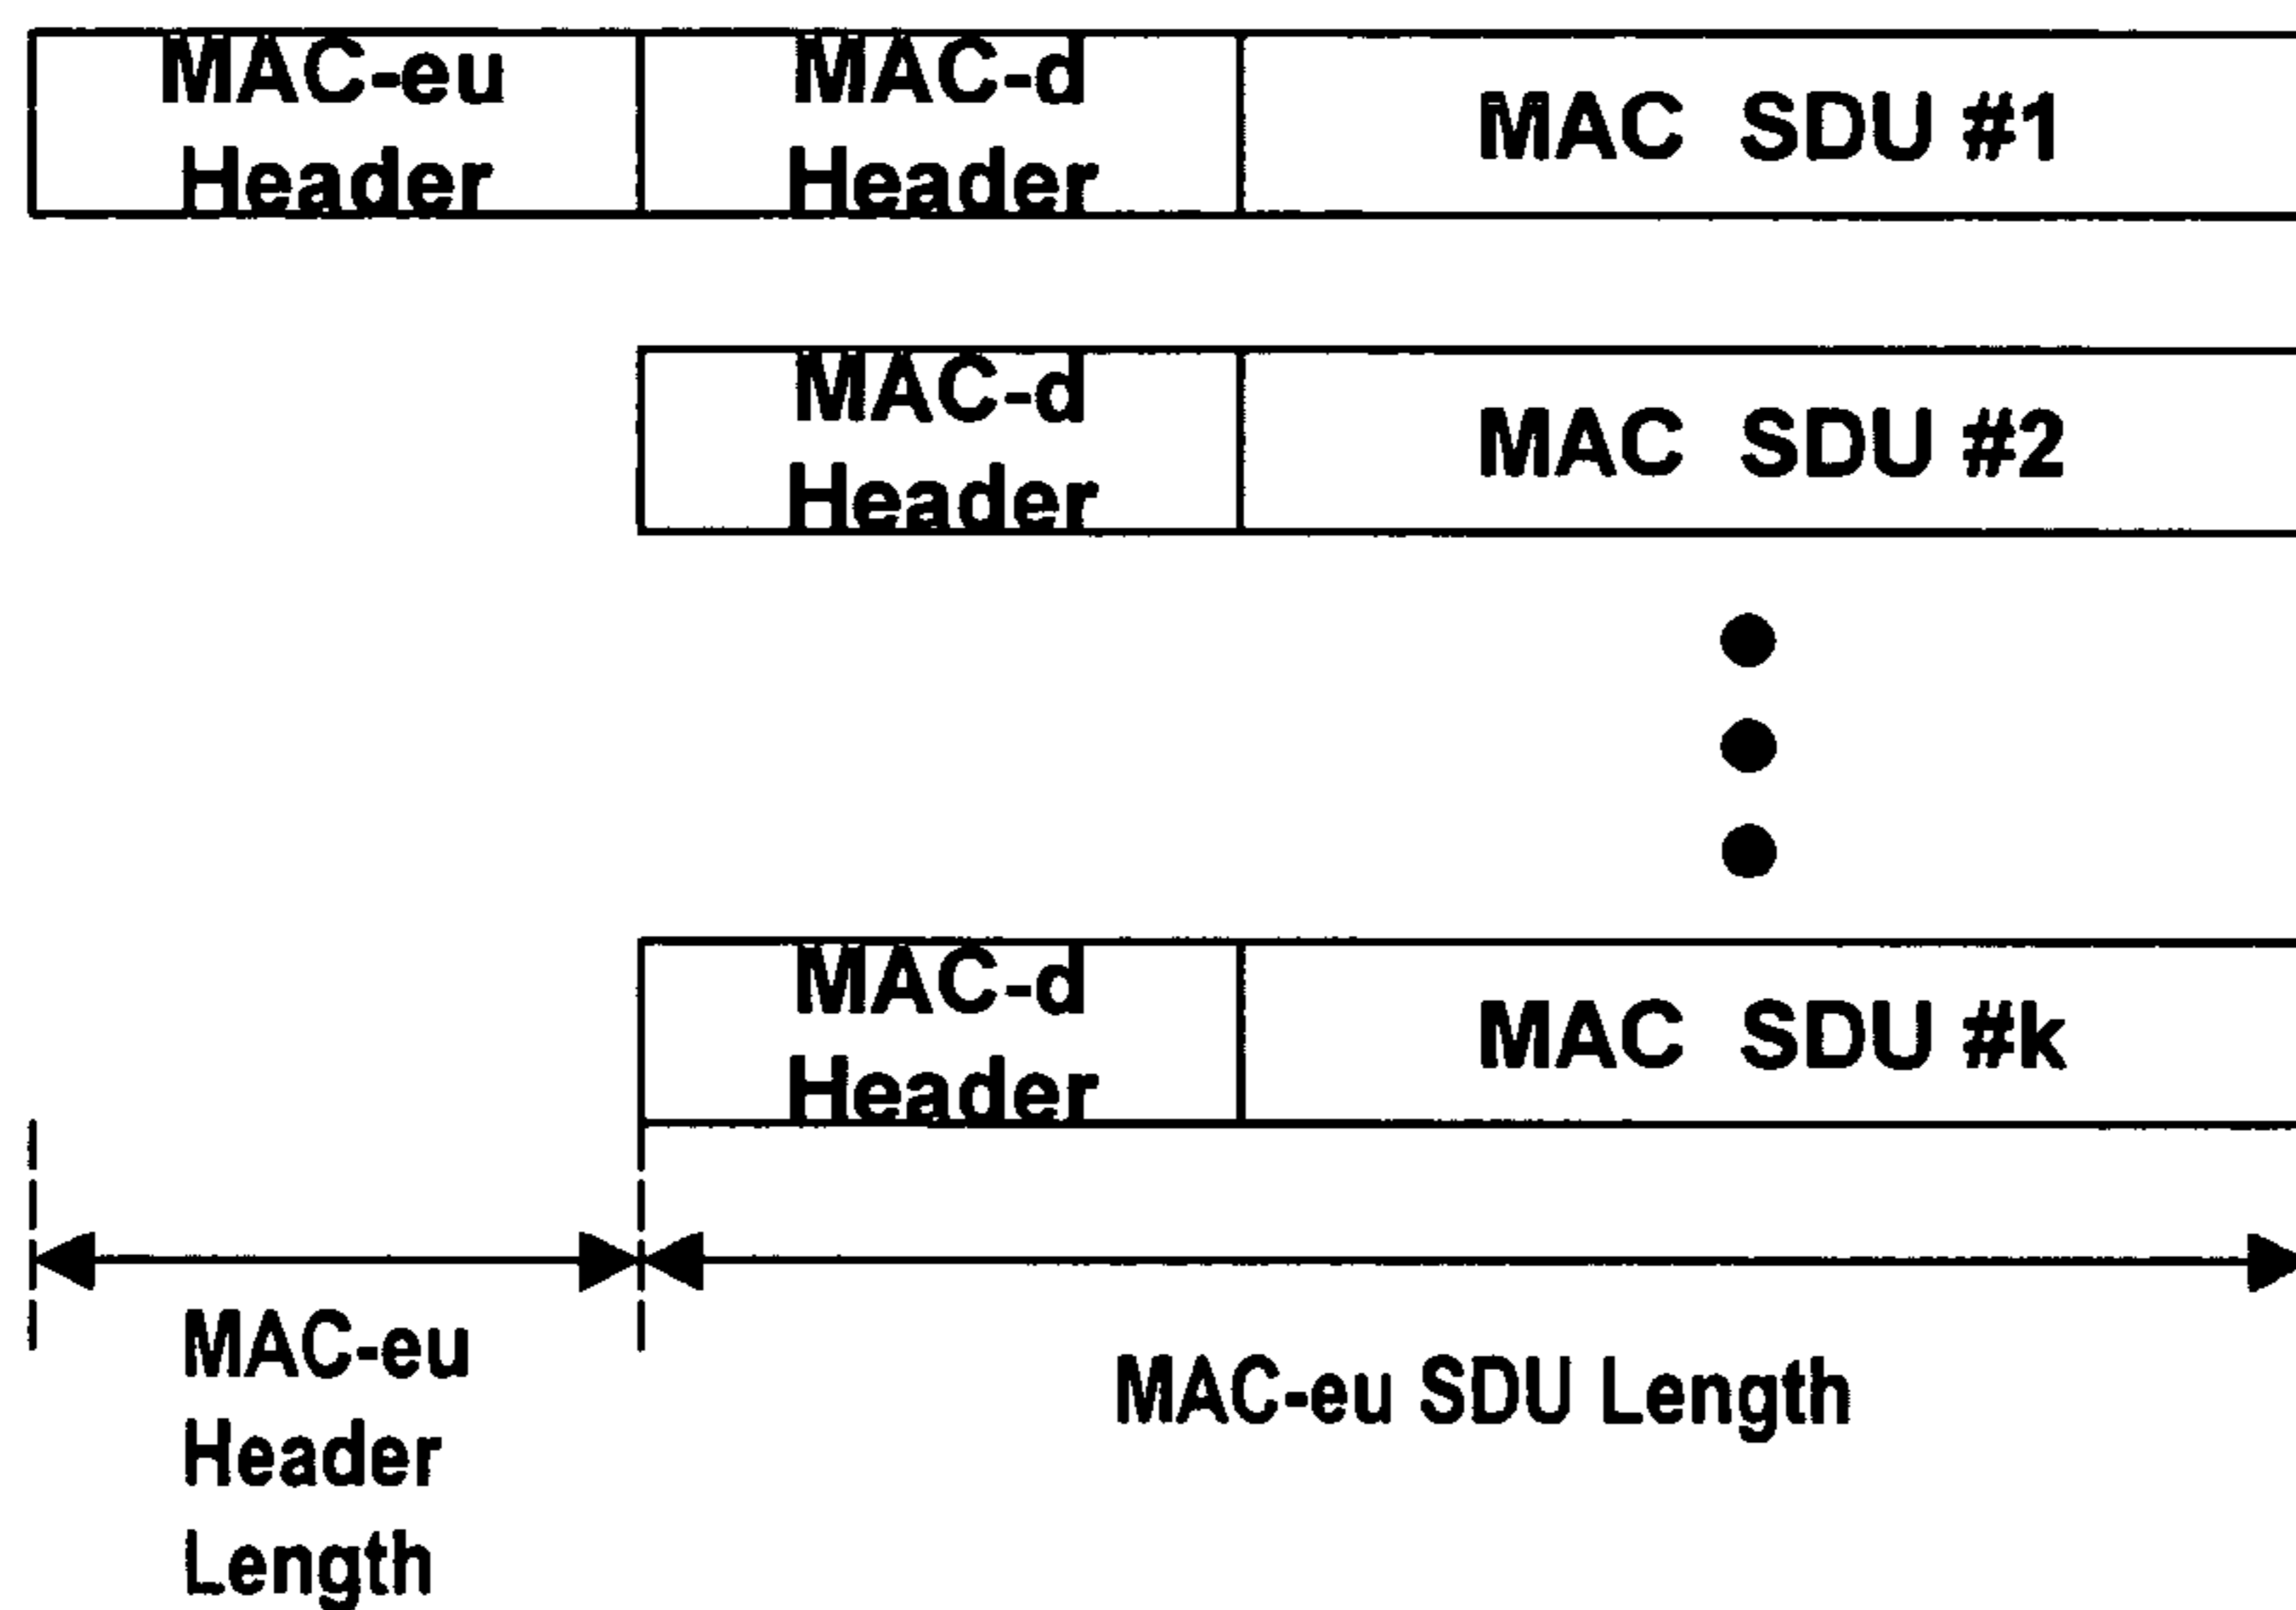 MAC-eu
Header
MAC-d
Header
MAC SDU #1
MAC-d
Header
MAC SDU #2
MAC-d
Header
MAC SDU #k
MAC-eu
Header
Length
MAC-eu SDU Length